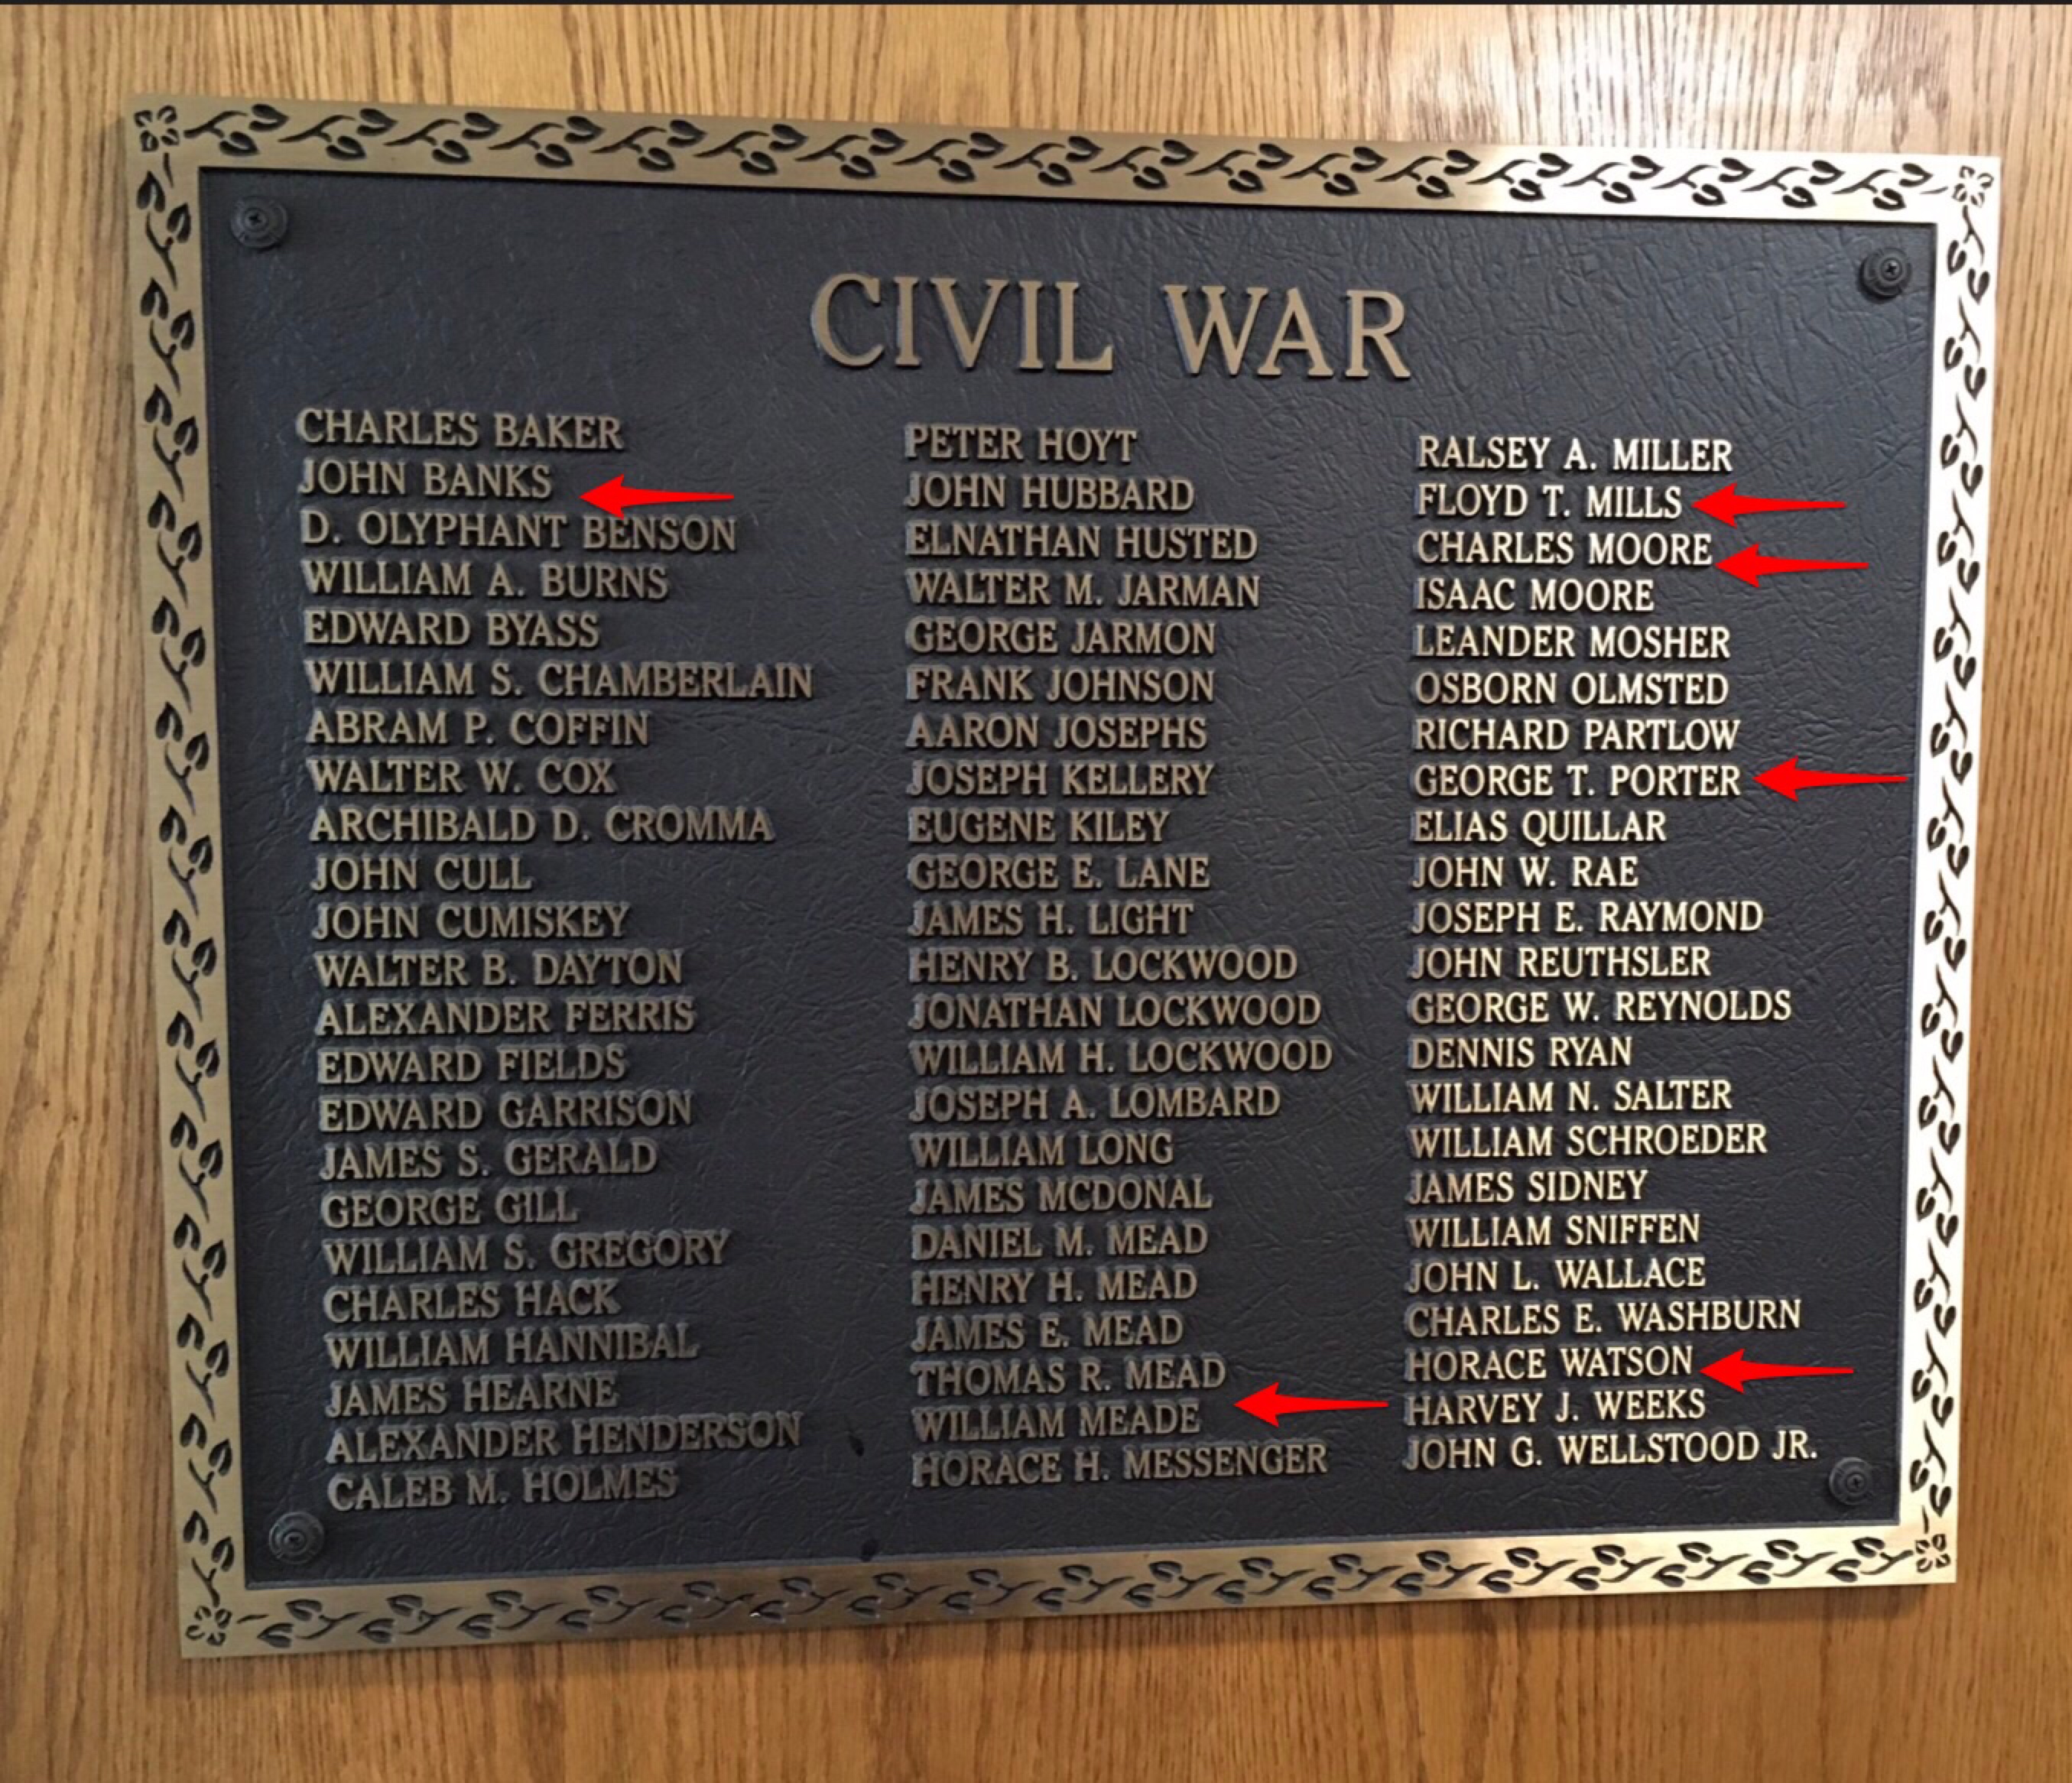 CIVIL WAR
CHARLES BAKER
JOHN BANKS
D. OLYPHANT BENSON
WILLIAM A. BURNS
EDWARD BYASS
WILLIAM S. CHAMBERLAIN
ABRAM P. COFFIN
WALTER W. COX
ARCHIBALD D. CROMMA
JOHN CULL
JOHN CUMISKEY
WALTER B. DAYTON
ALEXANDER FERRIS
EDWARD FIELDS
EDWARD GARRISON
JAMES S. GERALD
GEORGE GILL
WILLIAM S. GREGORY
CHARLES HACK
WILLIAM HANNIBAL
JAMES HEARNE
ALEXANDER HENDERSON
CALEB M. HOLMES
PETER HOYT
JOHN HUBBARD
ELNATHAN HUSTED
WALTER M. JARMAN
GEORGE JARMON
FRANK JOHNSON
AARON JOSEPHS
JOSEPH KELLERY
EUGENE KILEY
GEORGE E. LANE
JAMES H. LIGHT
HENRY B. LOCKWOOD
JONATHAN LOCKWOOD
WILLIAM H. LOCKWOOD
JOSEPH A. LOMBARD
WILLIAM LONG
JAMES MCDONAL
DANIEL M. MEAD
HENRY H. MEAD
JAMES E. MEAD
THOMAS R. MEAD
WILLIAM MEADE
HORACE H. MESSENGER
RALSEY A. MILLER
FLOYD T. MILLS
CHARLES MOORE
ISAAC MOORE
LEANDER MOSHER
OSBORN OLMSTED
RICHARD PARTLOW
GEORGE T. PORTER
ELIAS QUILLAR
JOHN W. RAE
JOSEPH E. RAYMOND
JOHN REUTHSLER
GEORGE W. REYNOLDS
DENNIS RYAN
WILLIAM N. SALTER
WILLIAM SCHROEDER
JAMES SIDNEY
WILLIAM SNIFFEN
JOHN L. WALLACE
CHARLES E. WASHBURN
HORACE WATSON
HARVEY J. WEEKS
JOHN G. WELLSTOOD JR.